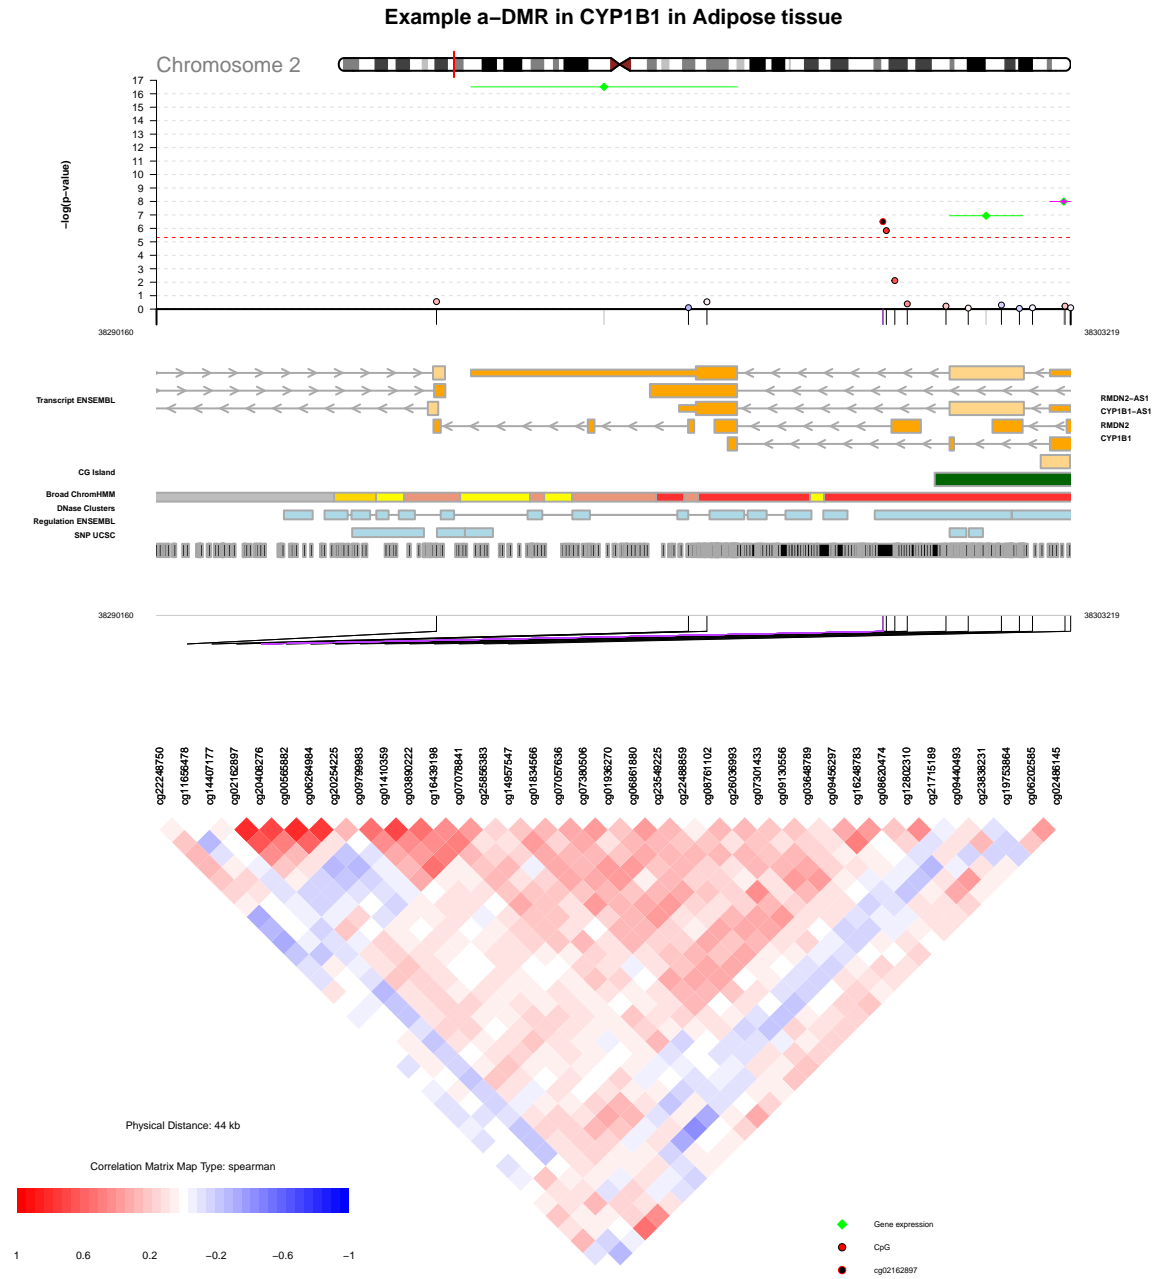 Example a−DMR in CYP1B1 in Adipose tissue
Chromosome 2
17
16
15
14
13
12
11
10
9
8
7
6
5
4
3
2
1
0
−log(p−value)
38290160
38303219
Transcript ENSEMBL
RMDN2−AS1
CYP1B1−AS1
RMDN2
CYP1B1
CG Island
Broad ChromHMM
DNase Clusters
Regulation ENSEMBL
SNP UCSC
38290160
38303219
cg22248750
cg11656478
cg14407177
cg02162897
cg20408276
cg00565882
cg06264984
cg20254225
cg09799983
cg01410359
cg03890222
cg16439198
cg07078841
cg25856383
cg14957547
cg01834566
cg07057636
cg07380506
cg01936270
cg06861880
cg23549225
cg22488859
cg08761102
cg26036993
cg07301433
cg09130556
cg03648789
cg09456297
cg16248783
cg08620474
cg12802310
cg21715189
cg09440493
cg23838231
cg19753864
cg06202585
cg02486145
Physical Distance: 44 kb
Correlation Matrix Map Type: spearman
1 0.6 0.2 −0.2 −0.6 −1
Gene expression
CpG
cg02162897